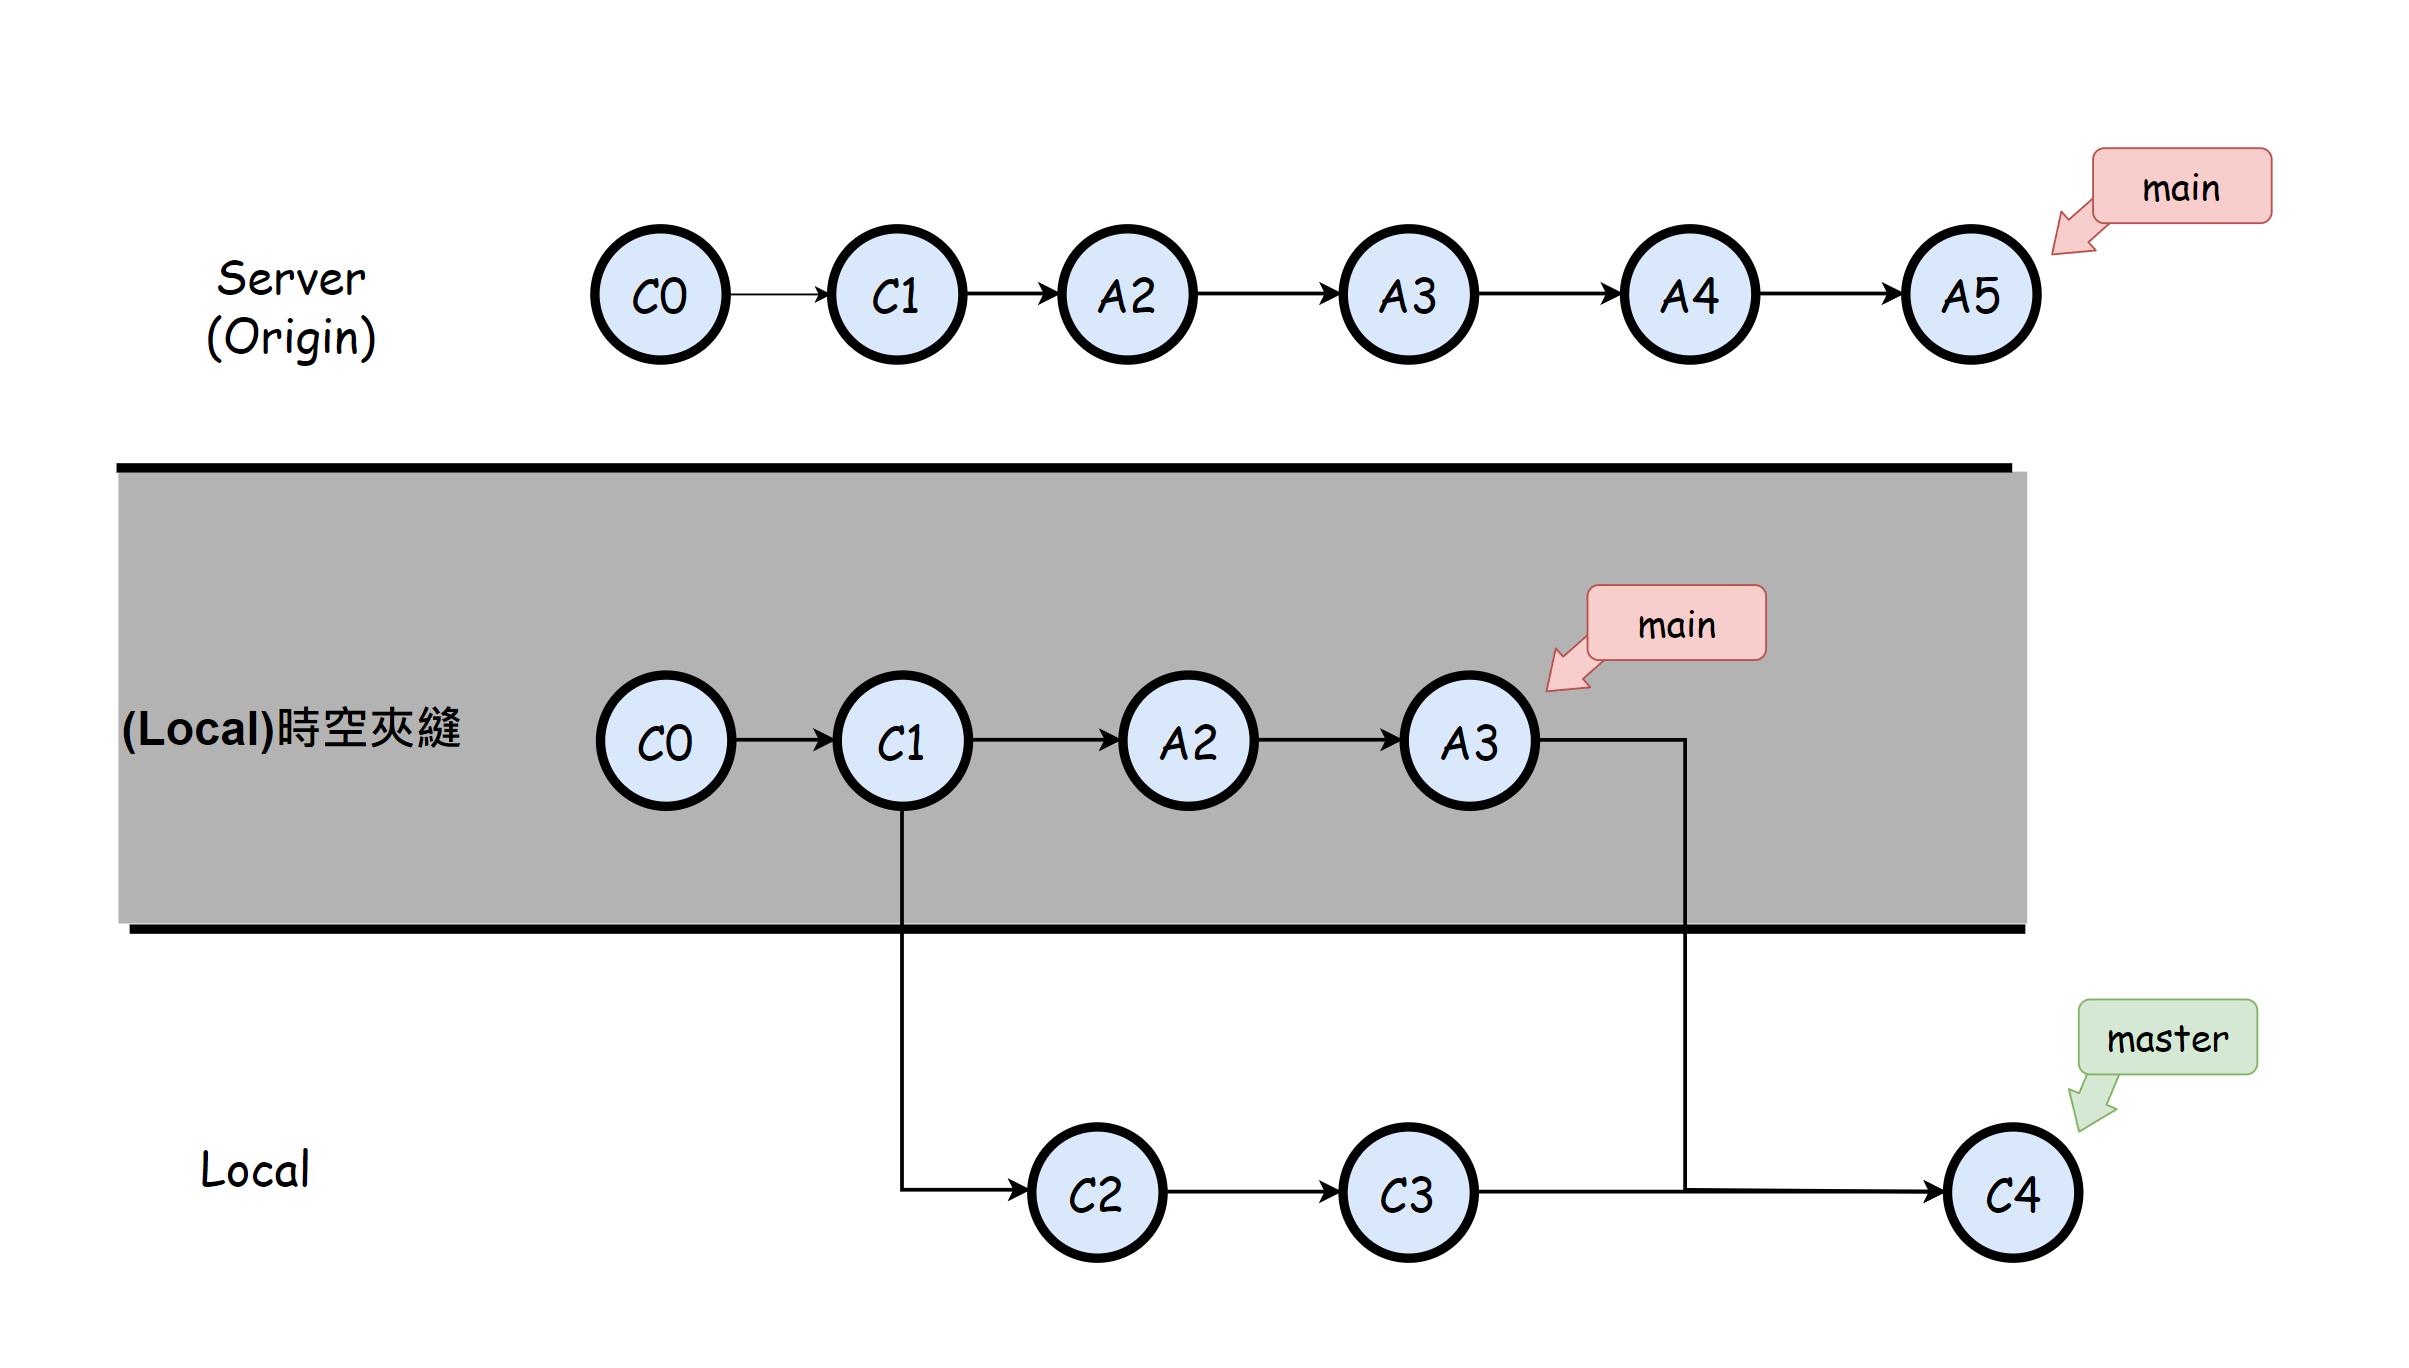 main
Server
(Origin)
C0
C1
A2
A3
A4
A5
main
(Local)時空夾縫
C0
C1
A2
A3
master
Local
C2
C3
C4